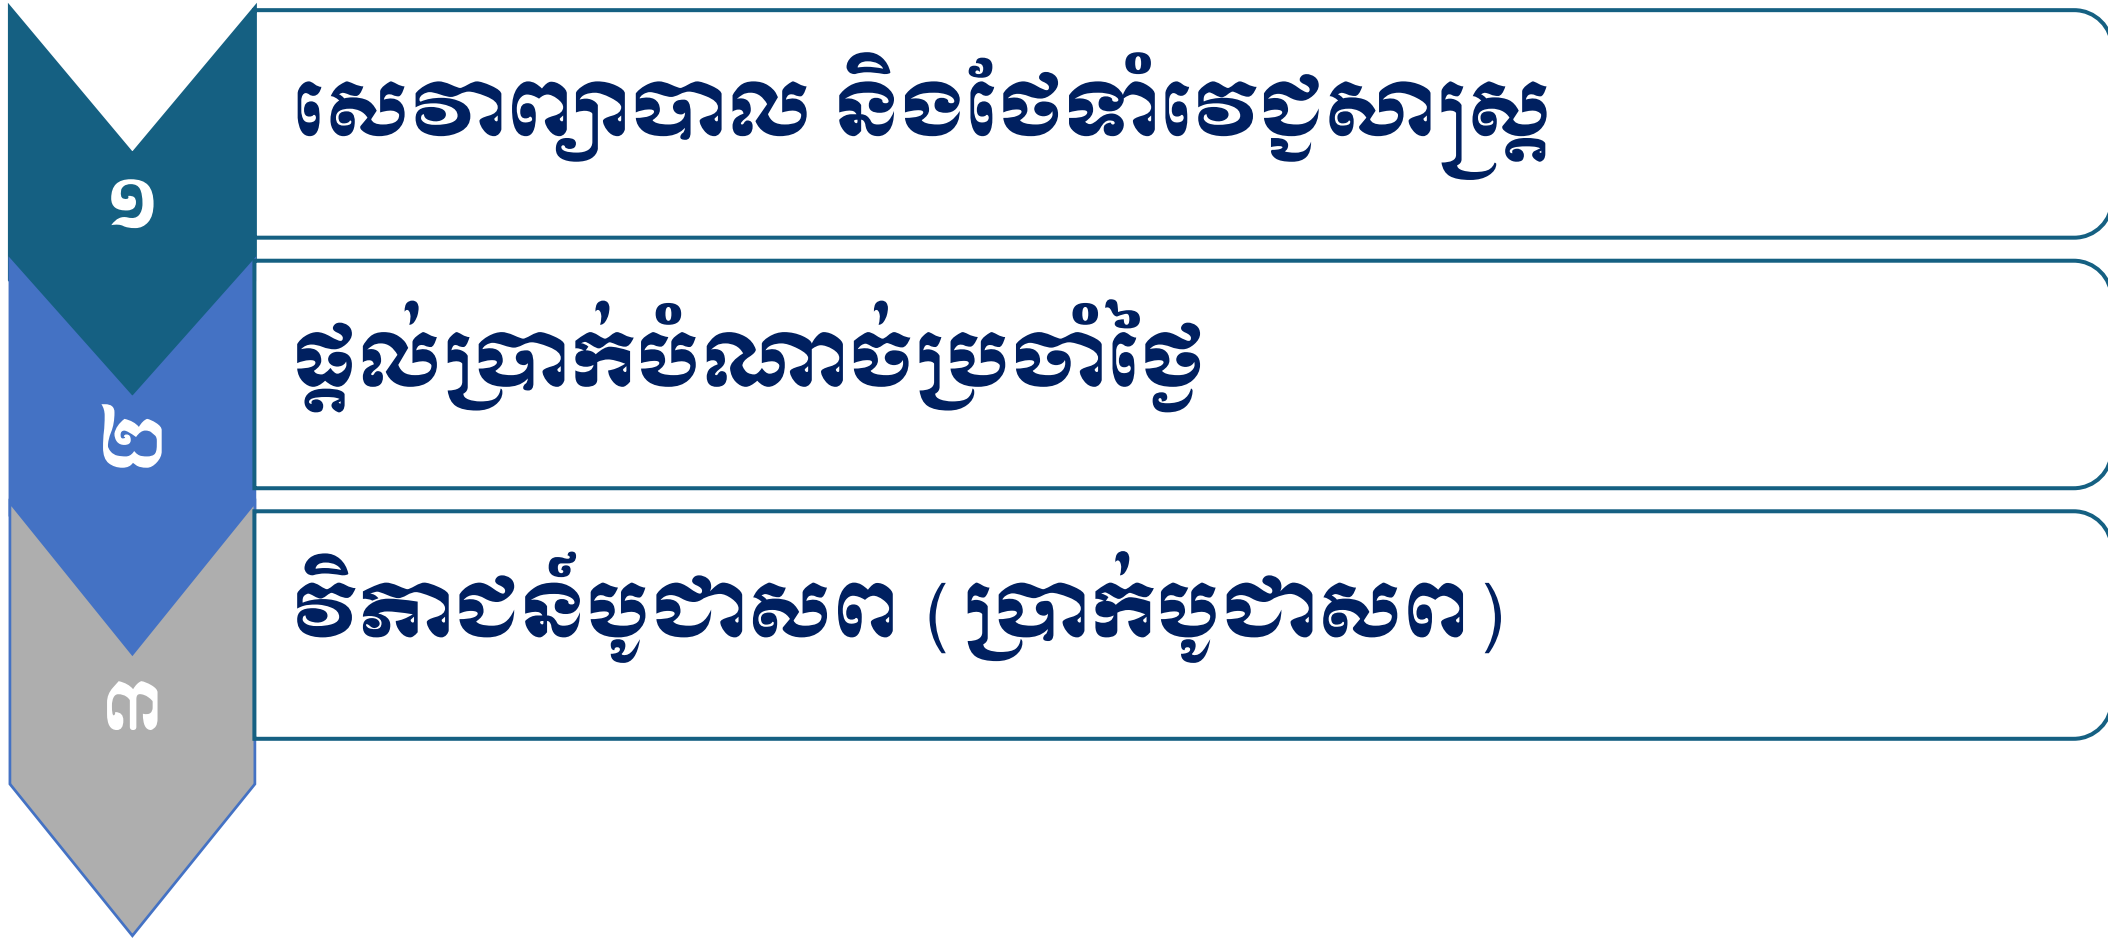 ១
សេវាព្យាបាល និងថែទាំវេជ្ជសាស្ត្រ
២
ផ្តល់ប្រាក់បំណាច់ប្រចាំថ្ងៃ
៣
វិភាជន៍បូជាសព (ប្រាក់បូជាសព)